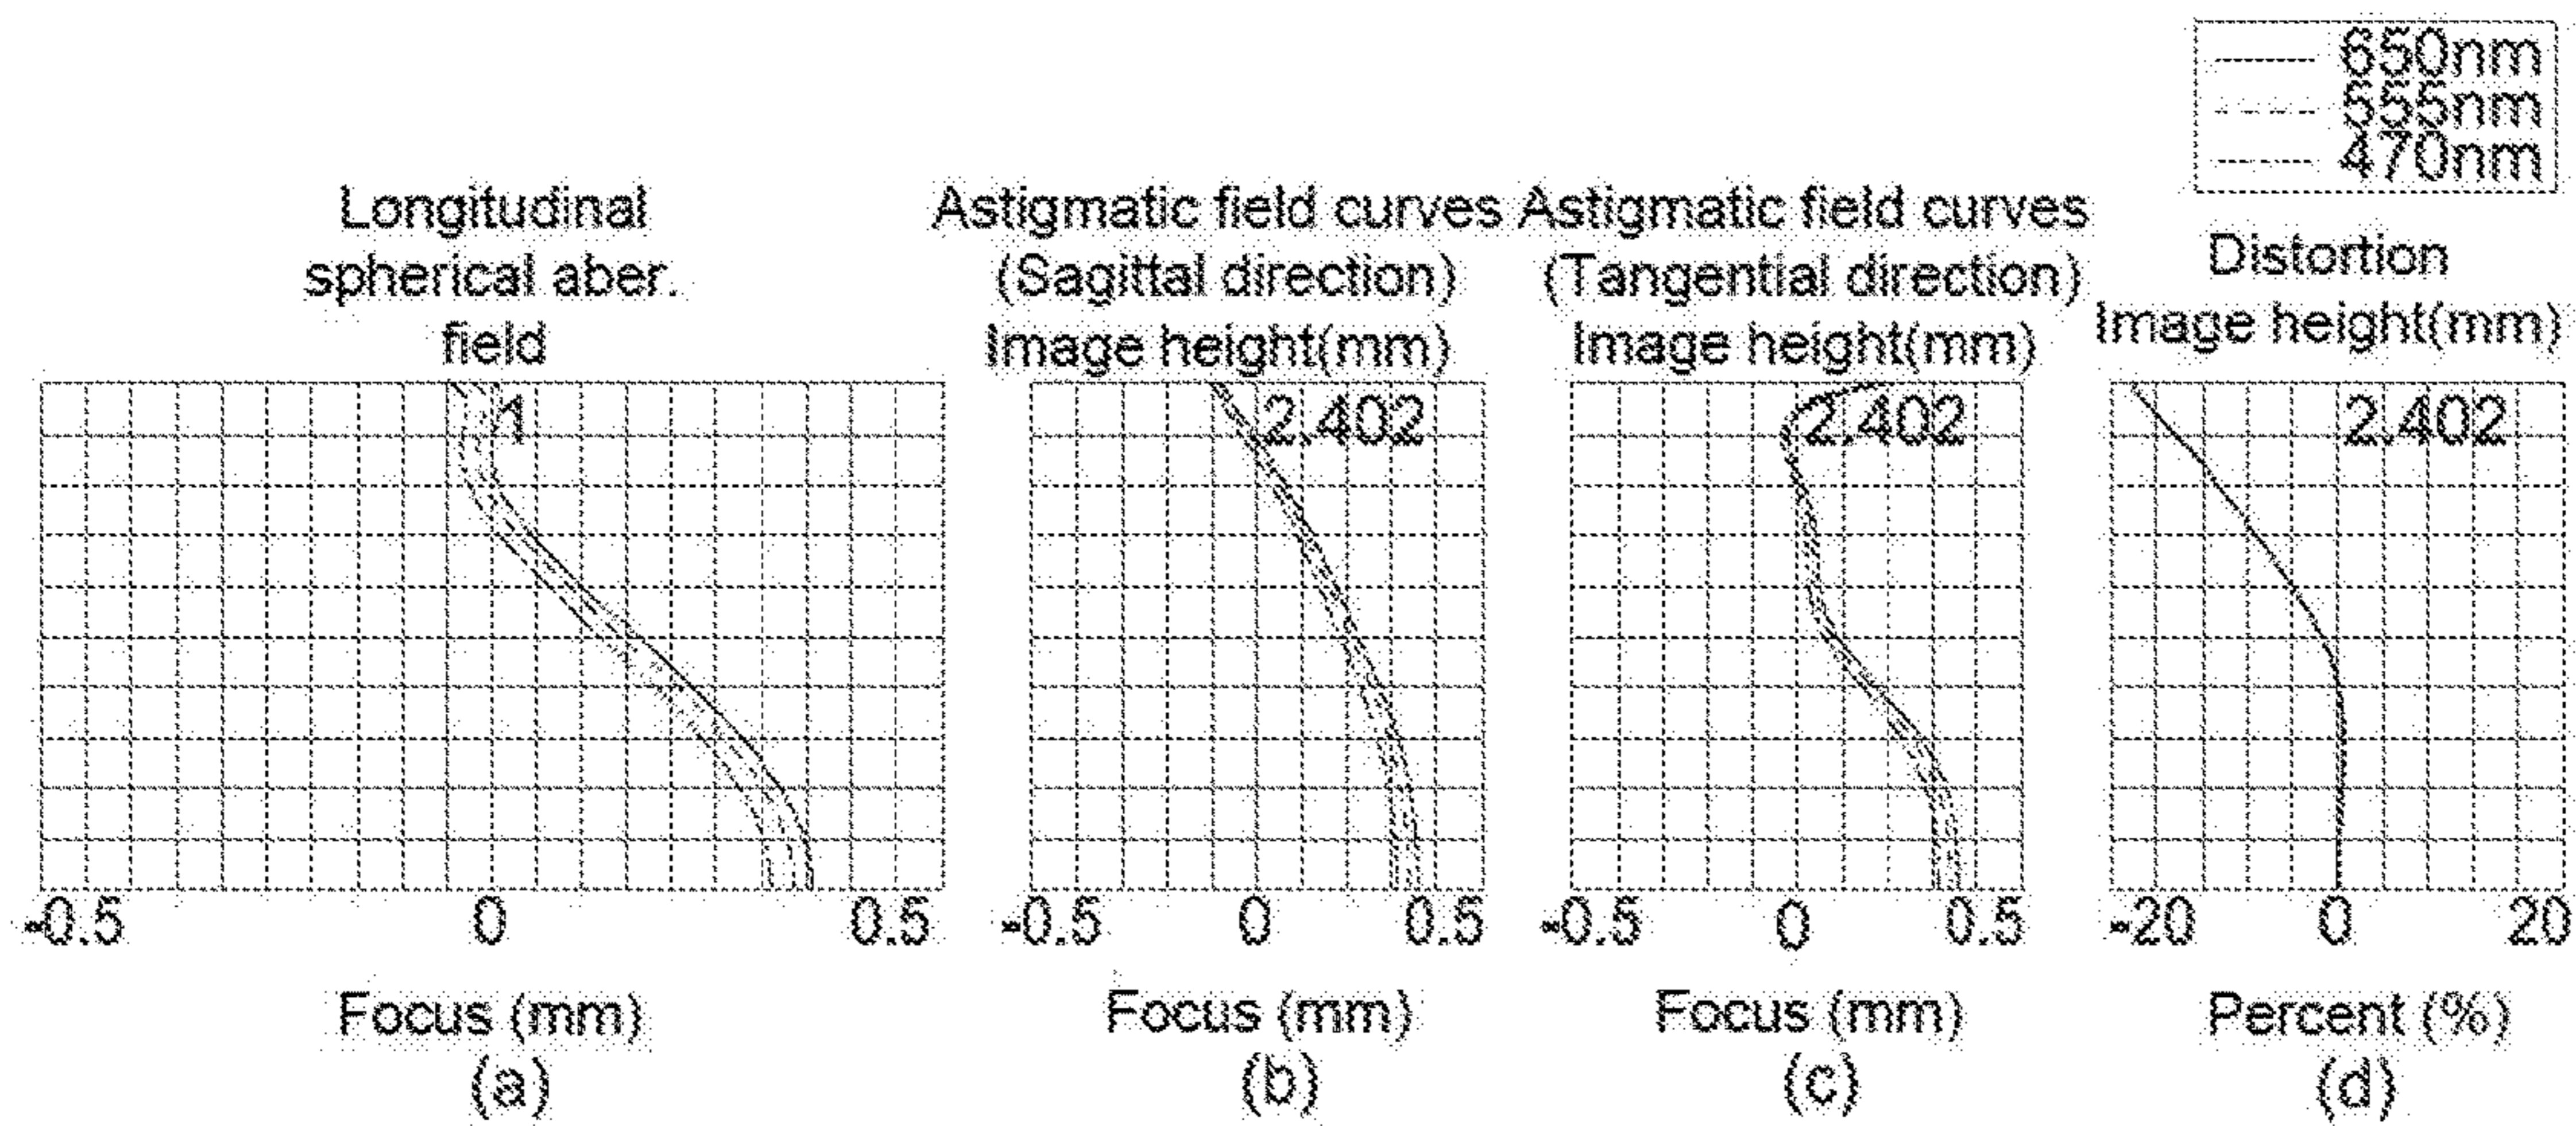 650nm
555nm
470nm
Longitudinal
spherical aber.
field
Astigmatic field curves
(Sagittal direction)
Image height(mm)
Astigmatic field curves
(Tangential direction)
Image height(mm)
Distortion
Image height(mm)
1
2.402
2.402
2.402
-0.5 0 0.5
-0.5 0 0.5
-0.5 0 0.5
-20 0 20
Focus (mm)
Focus (mm)
Focus (mm)
Percent (%)
(a)
(b)
(c)
(d)